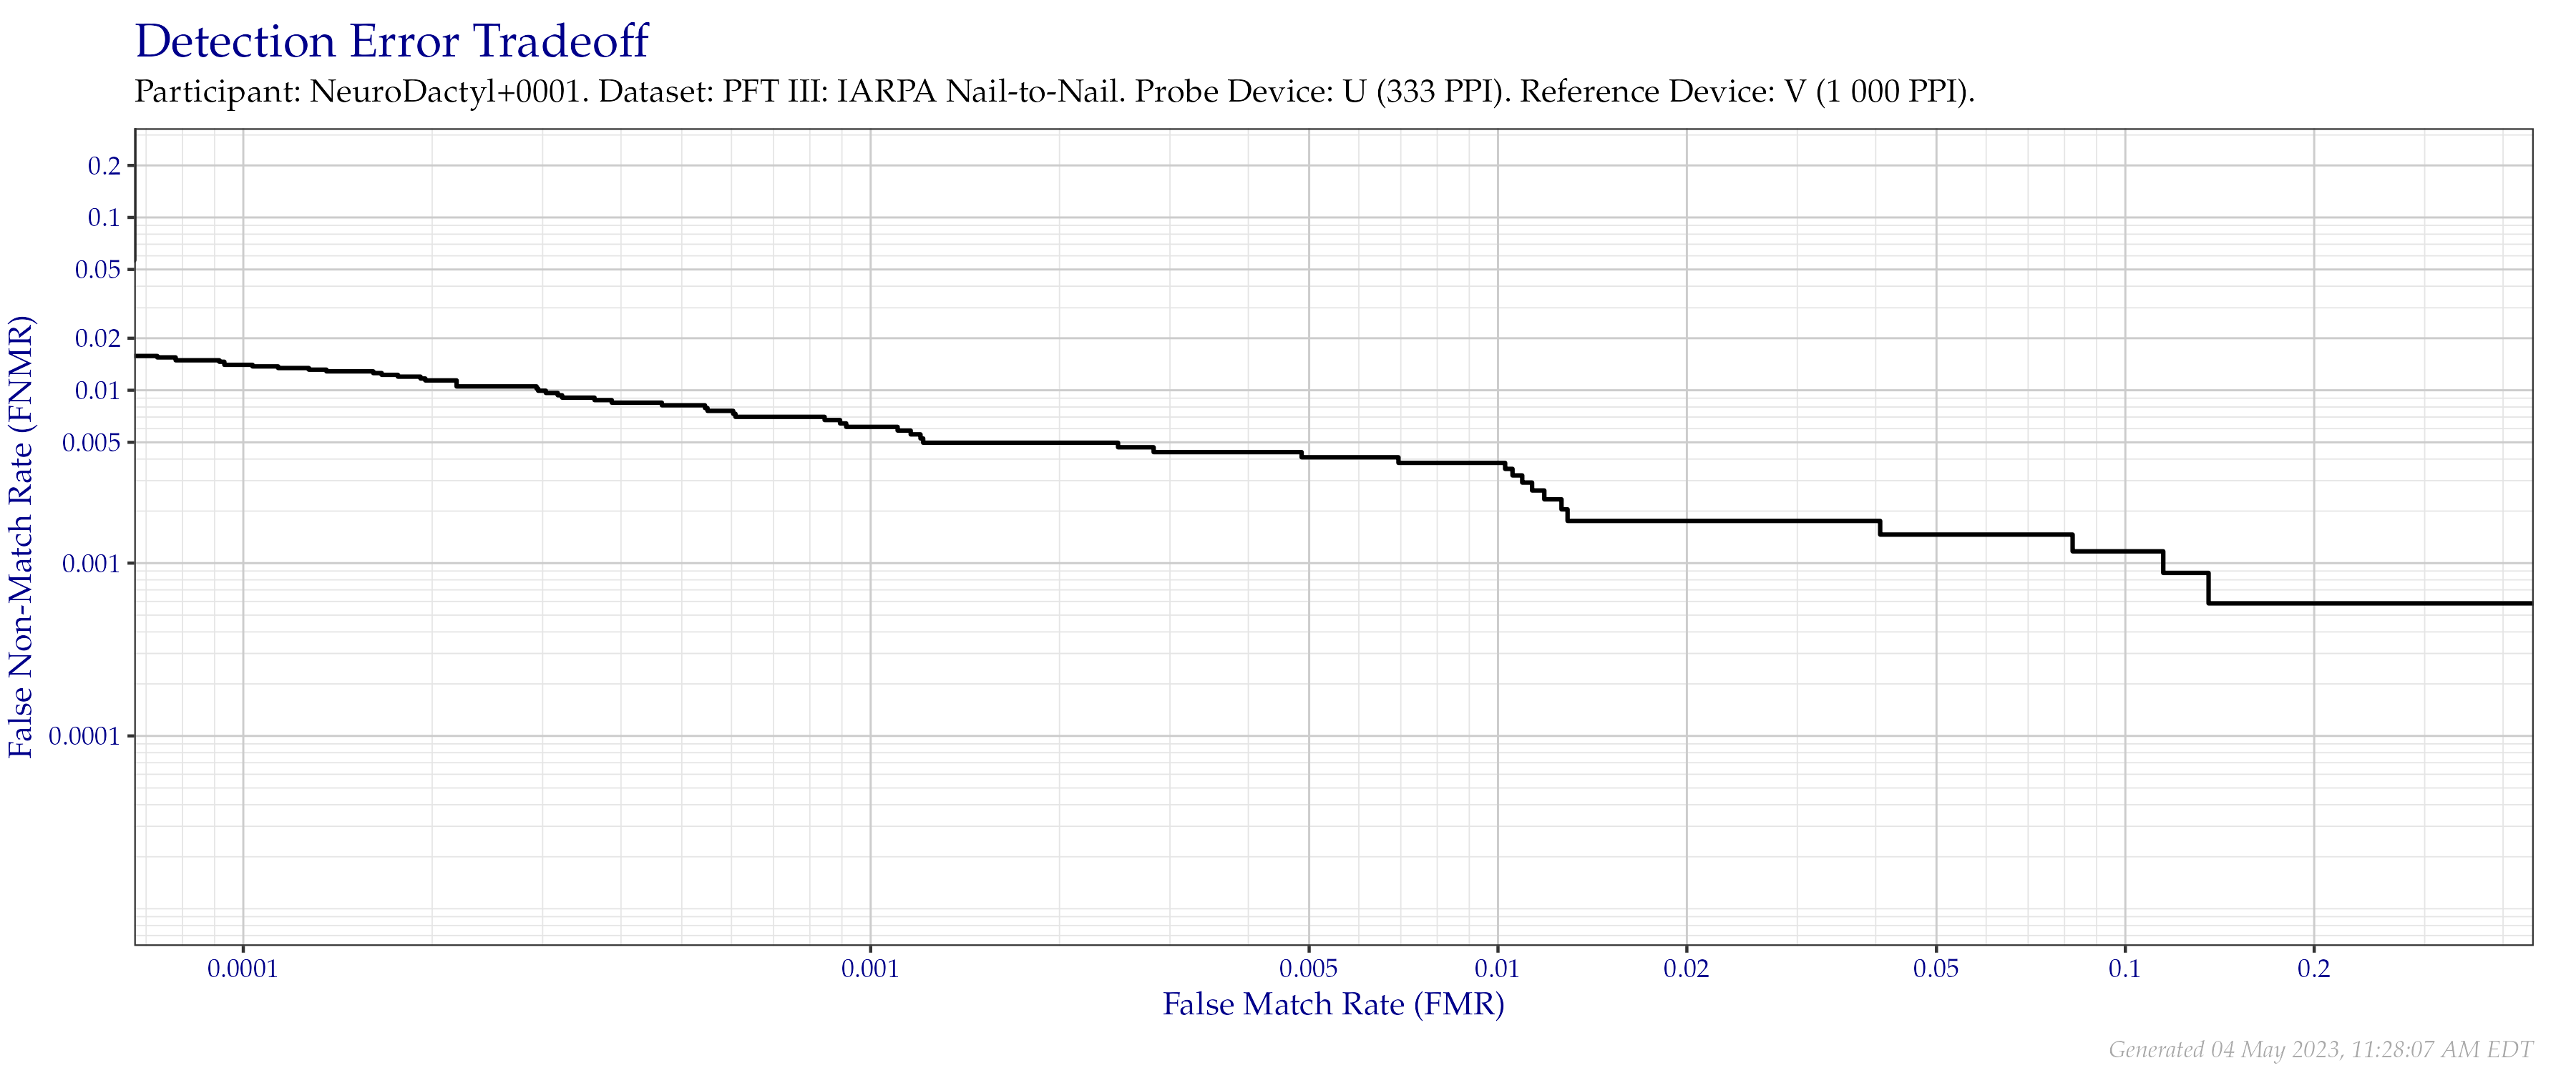 Detection Error Tradeoff
Participant: NeuroDactyl+0001. Dataset: PFT III: IARPA Nail-to-Nail. Probe Device: U (333 PPI). Reference Device: V (1 000 PPI).
False Non-Match Rate (FNMR)
0.2
0.1
0.05
0.02
0.01
0.005
0.001
0.0001
0.0001 0.001 0.005 0.01 0.02 0.05 0.1 0.2
False Match Rate (FMR)
Generated 04 May 2023, 11:28:07 AM EDT